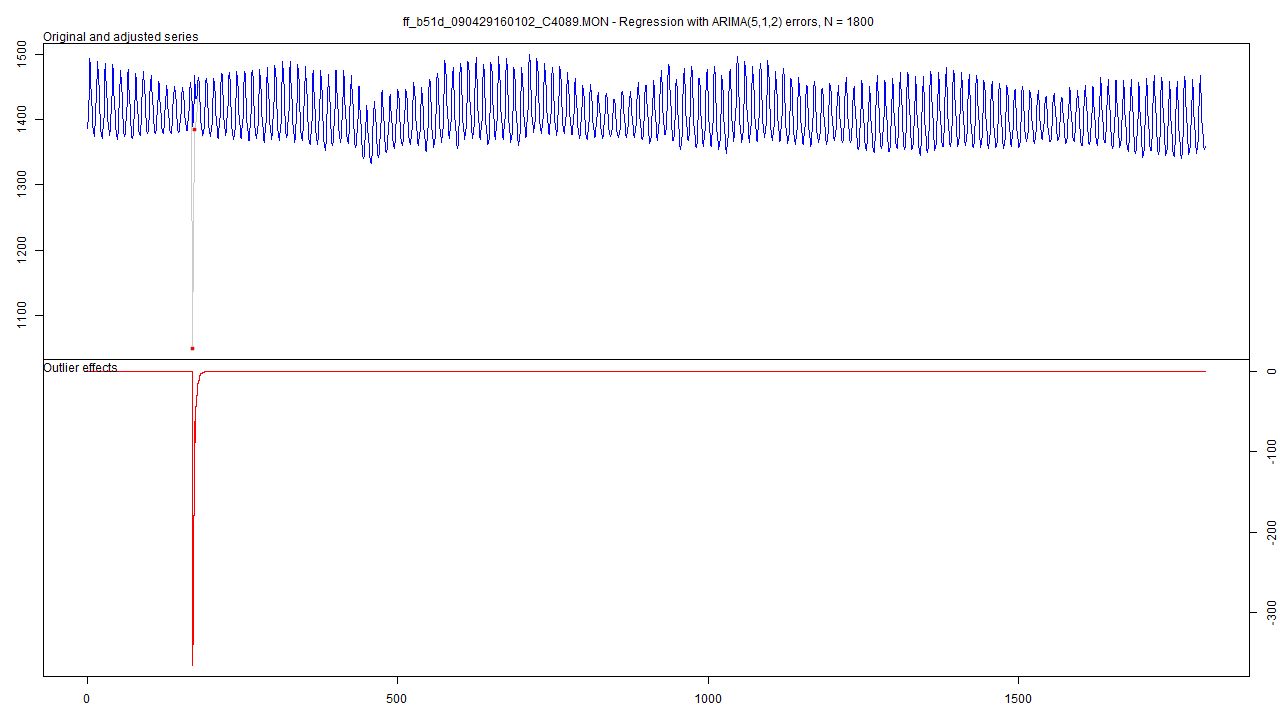 ff_b51d_090429160102_C4089.MON - Regression with ARIMA(5,1,2) errors, N = 1800
Original and adjusted series
1500
1400
1300
1200
1100
Outlier effects
0
-100
-200
-300
0 500 1000 1500